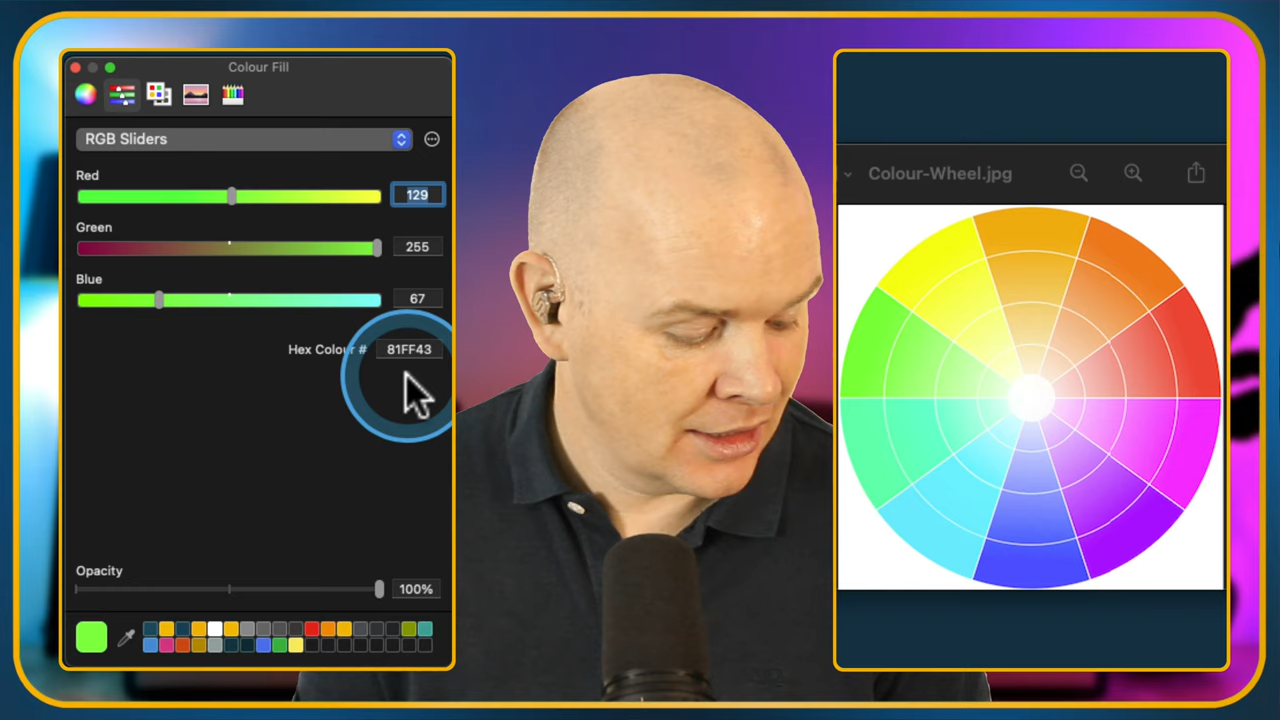 Colour Fill
RGB Sliders
Red
129
Green
255
Blue
67
Hex Colour # 81FF43
Opacity
100%
Colour-Wheel.jpg